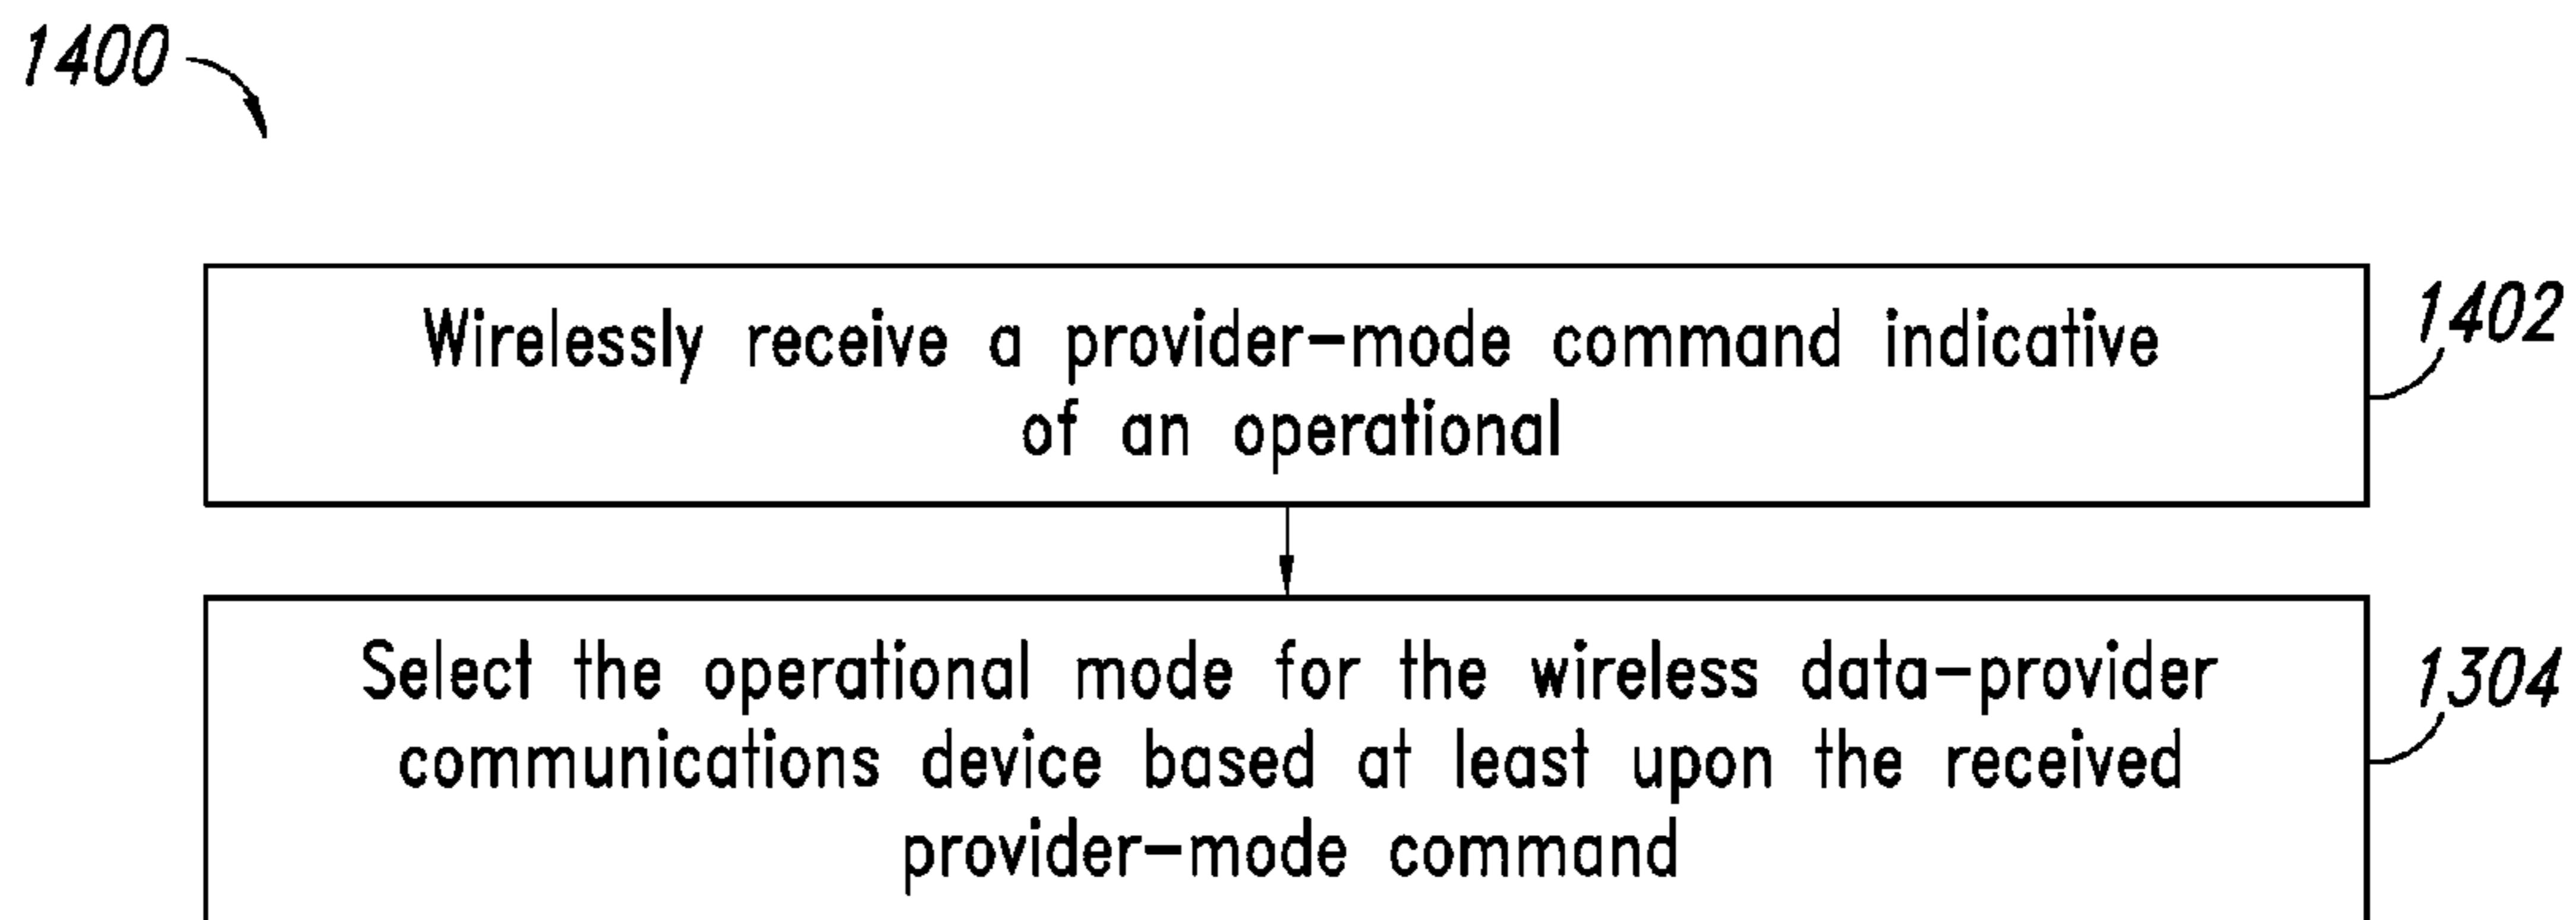 1400
Wirelessly receive a provider-mode command indicative
of an operational
1402
Select the operational mode for the wireless data-provider
communications device based at least upon the received
provider-mode command
1304